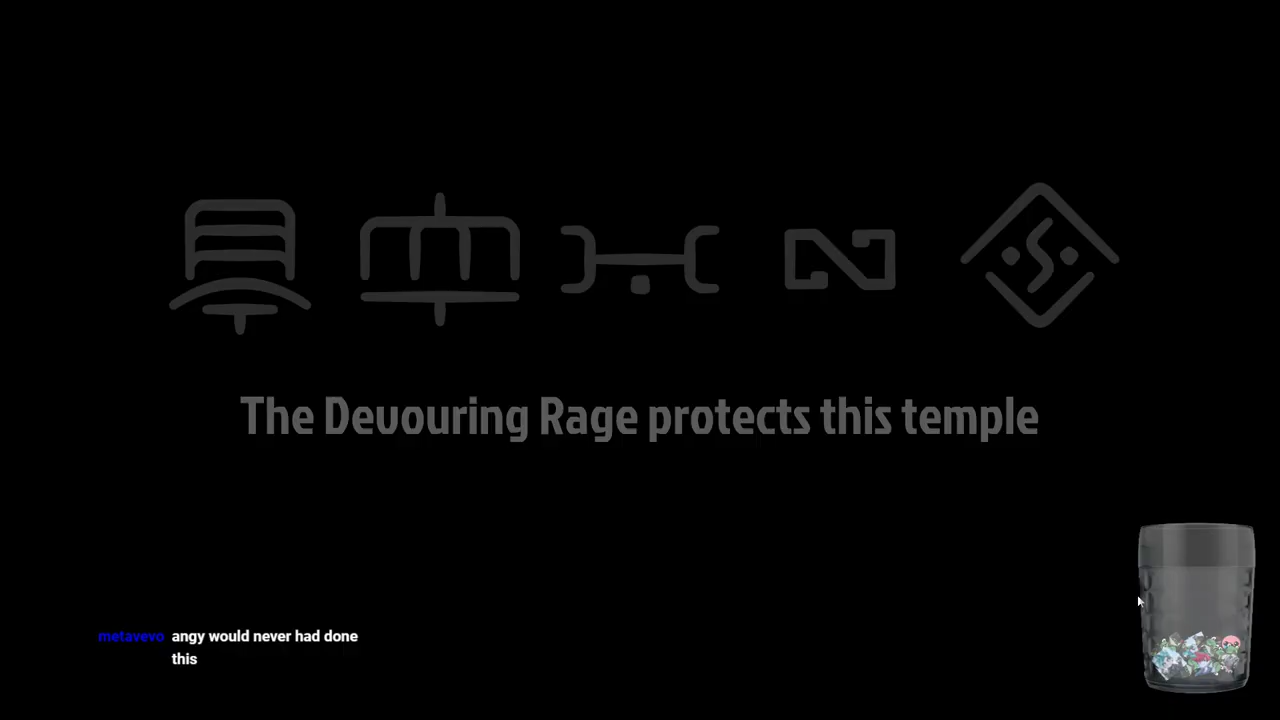 The Devouring Rage protects this temple
metavevo angy would never had done
this